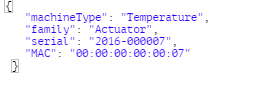 {
"machineType": "Temperature",
"family": "Actuator",
"serial": "2016-000007",
"MAC": "00:00:00:00:00:07"
}